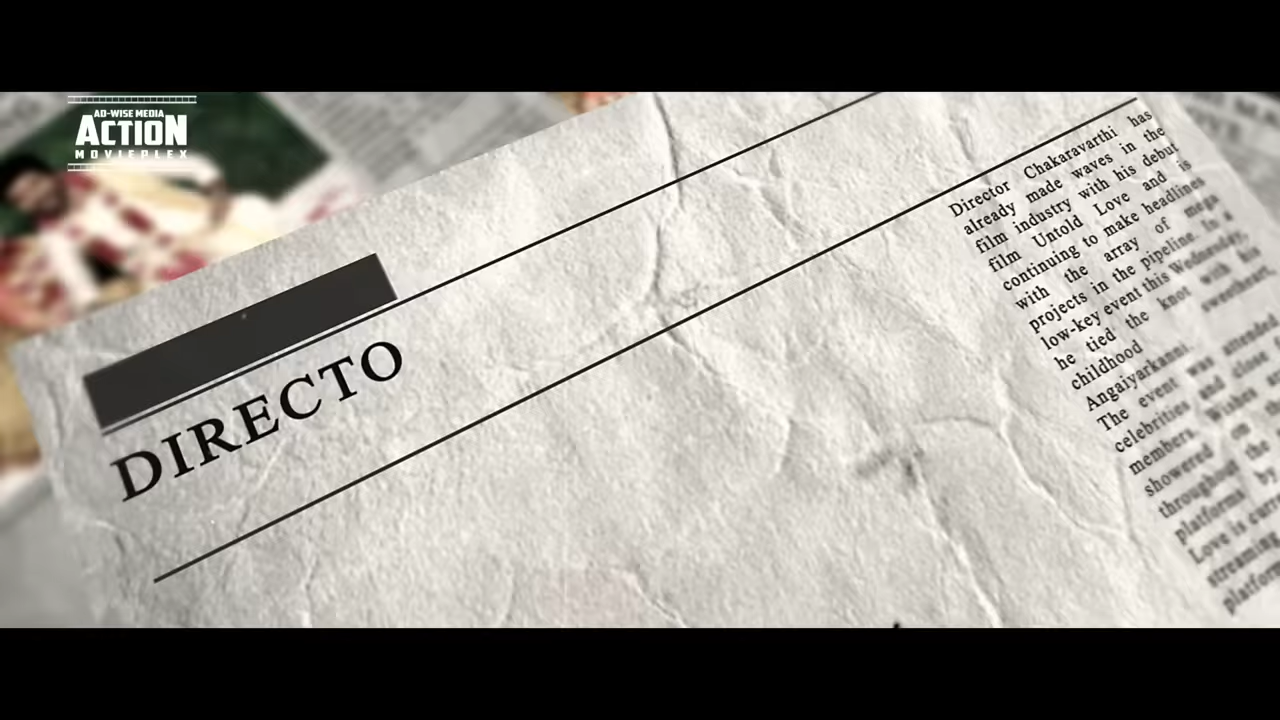 AD-WISE MEDIA
ACTION
MOVIEPLEX
DIRECTO
Director Chakaravarthi has
already made waves in the
film industry with his debut
film Untold Love and is
continuing to make headlines
with the array of mega
projects in the pipeline. In a
low-key event this Wednesday,
he tied the knot with his
childhood sweetheart,
Angaiyarkanni.
The event was attended
celebrities and close
members. Wishes
showered on
throughout the
platforms by
Love is
streaming
platform